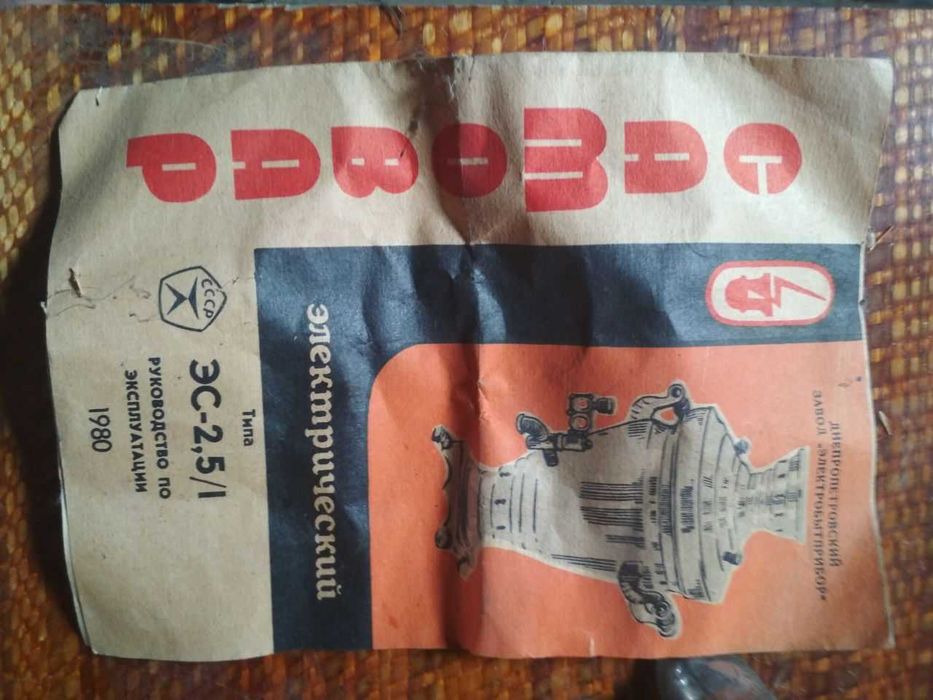 САМОВАР
ДНЕПРОПЕТРОВСКИЙ
ЗАВОД «ЭЛЕКТРОБЫТПРИБОР»
электрический
Типа
ЭС-2,5/1
РУКОВОДСТВО ПО
ЭКСПЛУАТАЦИИ
1980
СССР